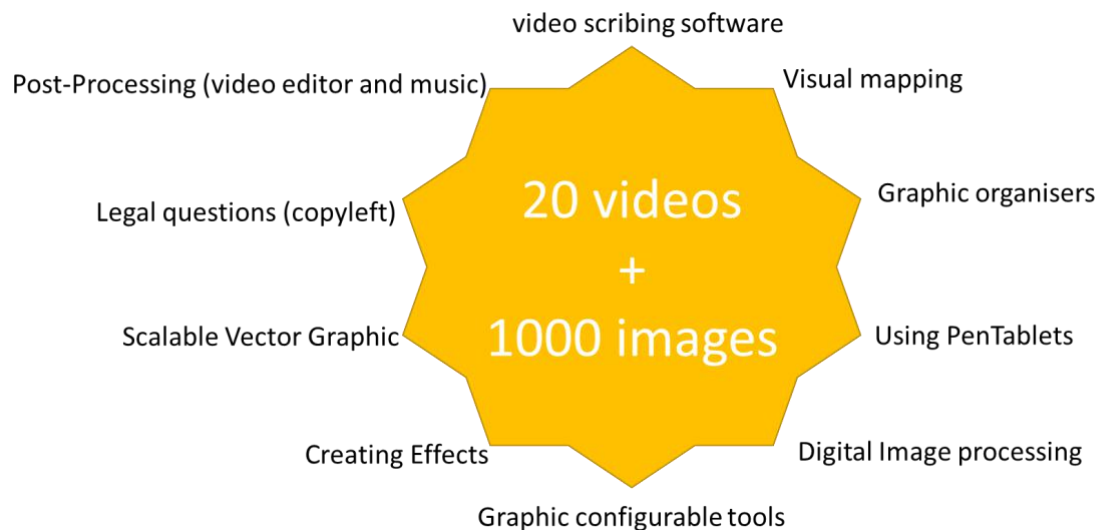 video scribing software
Post-Processing (video editor and music)
Visual mapping
Legal questions (copyleft)
20 videos
Graphic organisers
+
Scalable Vector Graphic
1000 images
Using PenTablets
Creating Effects
Digital Image processing
Graphic configurable tools